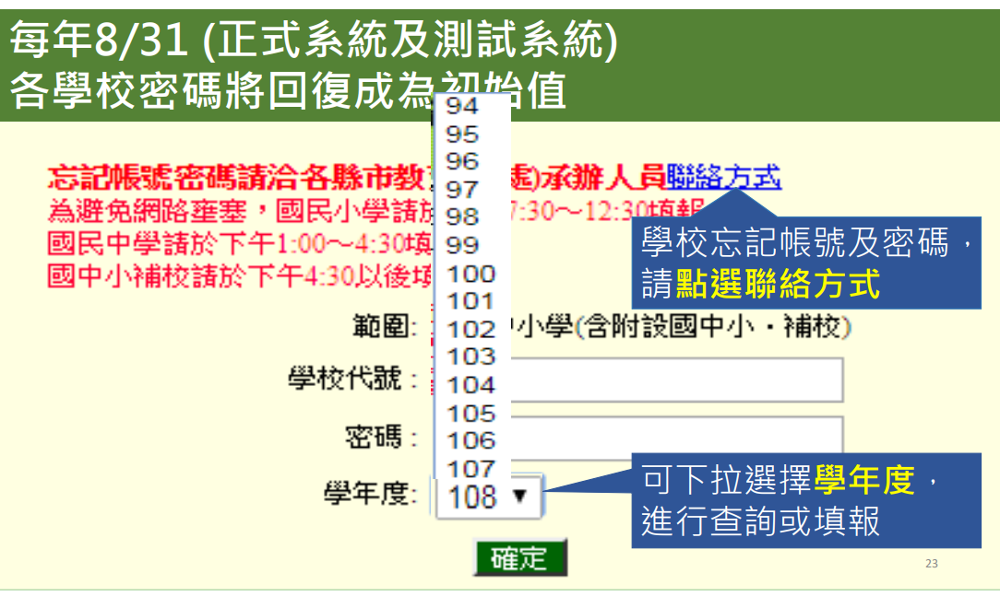 每年8/31 (正式系統及測試系統)
各學校密碼將回復成為初始值
忘記帳號密碼請洽各縣市教 處)承辦人員聯絡方式
為避免網路壅塞，國民小學請於 7:30～12:30填報
國民中學請於下午1:00～4:30填
國中小補校請於下午4:30以後填
學校忘記帳號及密碼，
請點選聯絡方式
範圍: 中小學(含附設國中小．補校)
學校代號：
密碼：
94
95
96
97
98
99
100
101
102
103
104
105
106
107
學年度: 108 ▼
可下拉選擇學年度，
進行查詢或填報
確定
23